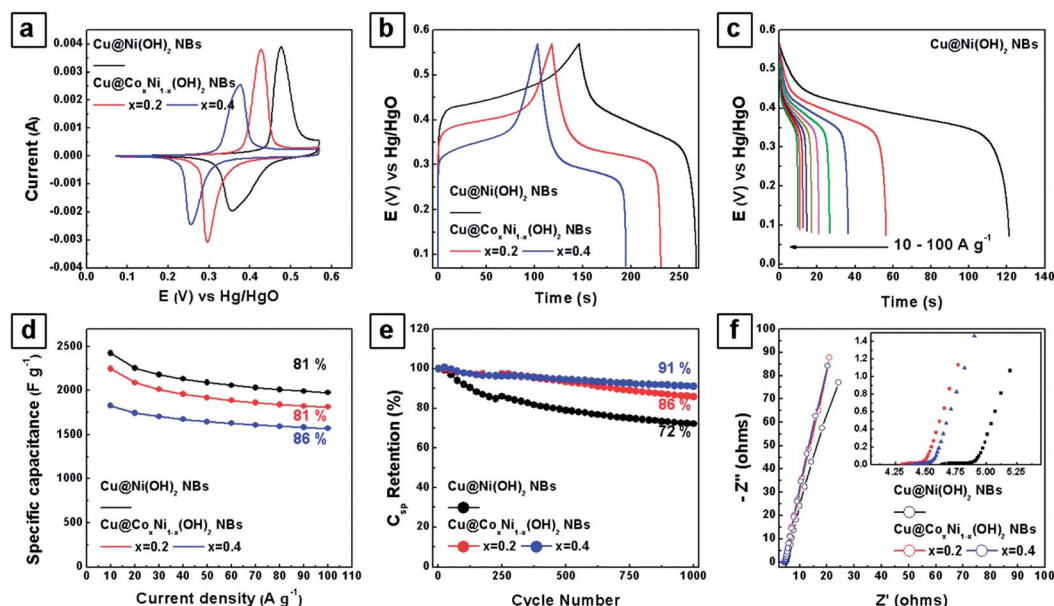 a
0.004
0.003
0.002
0.001
0.000
-0.001
-0.002
-0.003
-0.004
Current (A)
Cu@Ni(OH)2 NBs
Cu@CoxNi1-x(OH)2 NBs
x=0.2 x=0.4
0.0 0.1 0.2 0.3 0.4 0.5 0.6
E (V) vs Hg/HgO
b
0.6
0.5
0.4
0.3
0.2
0.1
E (V) vs Hg/HgO
Cu@Ni(OH)2 NBs
Cu@CoxNi1-x(OH)2 NBs
x=0.2 x=0.4
0 50 100 150 200 250
Time (s)
c
Cu@Ni(OH)2 NBs
0.6
0.5
0.4
0.3
0.2
0.1
0.0
E (V) vs Hg/HgO
10 - 100 A g-1
0 20 40 60 80 100 120 140
Time (s)
d
2500
2250
2000
1750
1500
1250
1000
750
500
250
0
Specific capacitance (F g-1)
81 %
81 %
86 %
Cu@Ni(OH)2 NBs
Cu@CoxNi1-x(OH)2 NBs
x=0.2 x=0.4
0 10 20 30 40 50 60 70 80 90 100 110
Current density (A g-1)
e
120
100
80
60
40
20
0
Csp Retention (%)
91 %
86 %
72 %
Cu@Ni(OH)2 NBs
Cu@CoxNi1-x(OH)2 NBs
x=0.2 x=0.4
0 250 500 750 1000
Cycle Number
f
100
90
80
70
60
50
40
30
20
10
0
- Z'' (ohms)
1.4
1.2
1.0
0.8
0.6
0.4
0.2
0.0
4.25 4.50 4.75 5.00 5.25
Cu@Ni(OH)2 NBs
Cu@CoxNi1-x(OH)2 NBs
x=0.2 x=0.4
10 20 30 40 50 60 70 80 90 100
Z' (ohms)